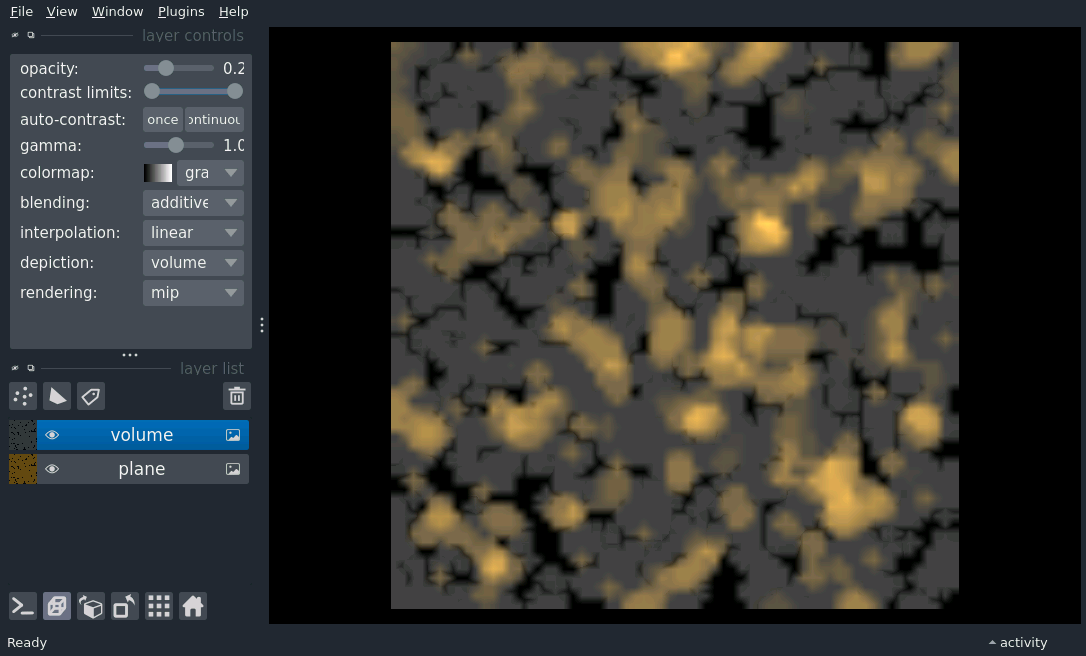 File View Window Plugins Help
layer controls
opacity: 0.2
contrast limits:
auto-contrast: once ontinuou
gamma: 1.0
colormap: gra
blending: additive
interpolation: linear
depiction: volume
rendering: mip
layer list
volume
plane
Ready
activity